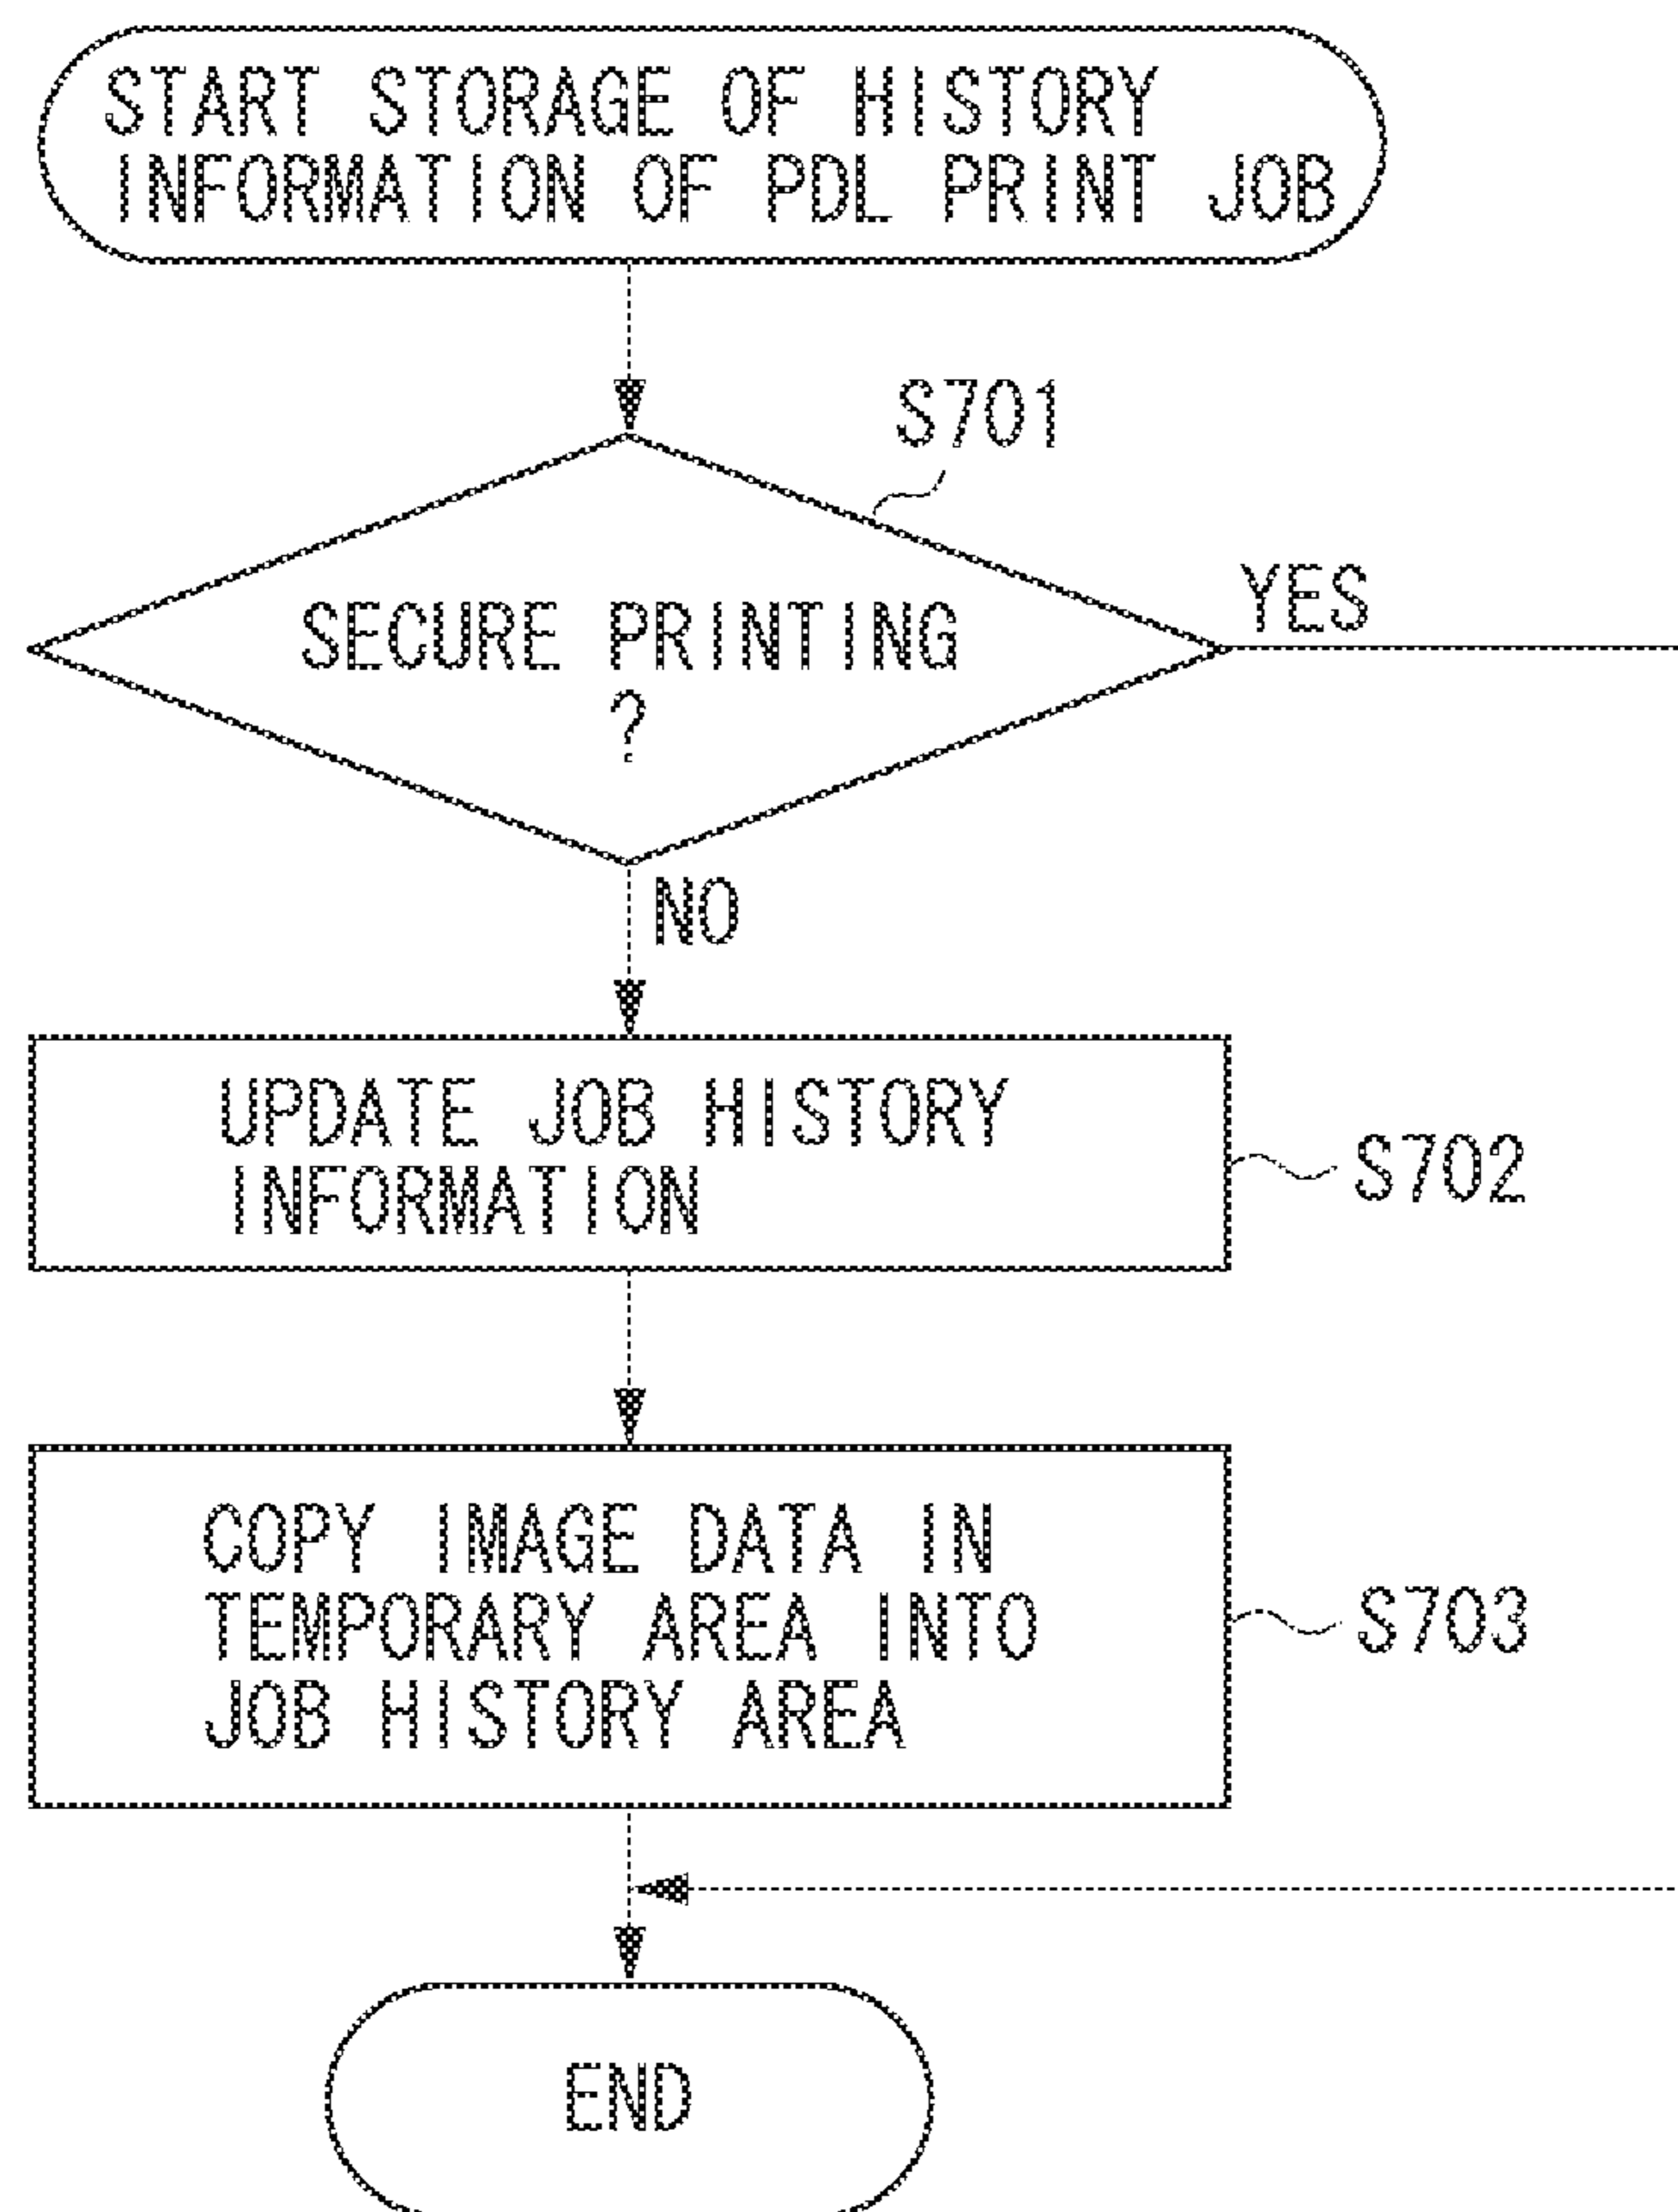 START STORAGE OF HISTORY
INFORMATION OF PDL PRINT JOB
S701
SECURE PRINTING
?
YES
NO
UPDATE JOB HISTORY
INFORMATION
S702
COPY IMAGE DATA IN
TEMPORARY AREA INTO
JOB HISTORY AREA
S703
END